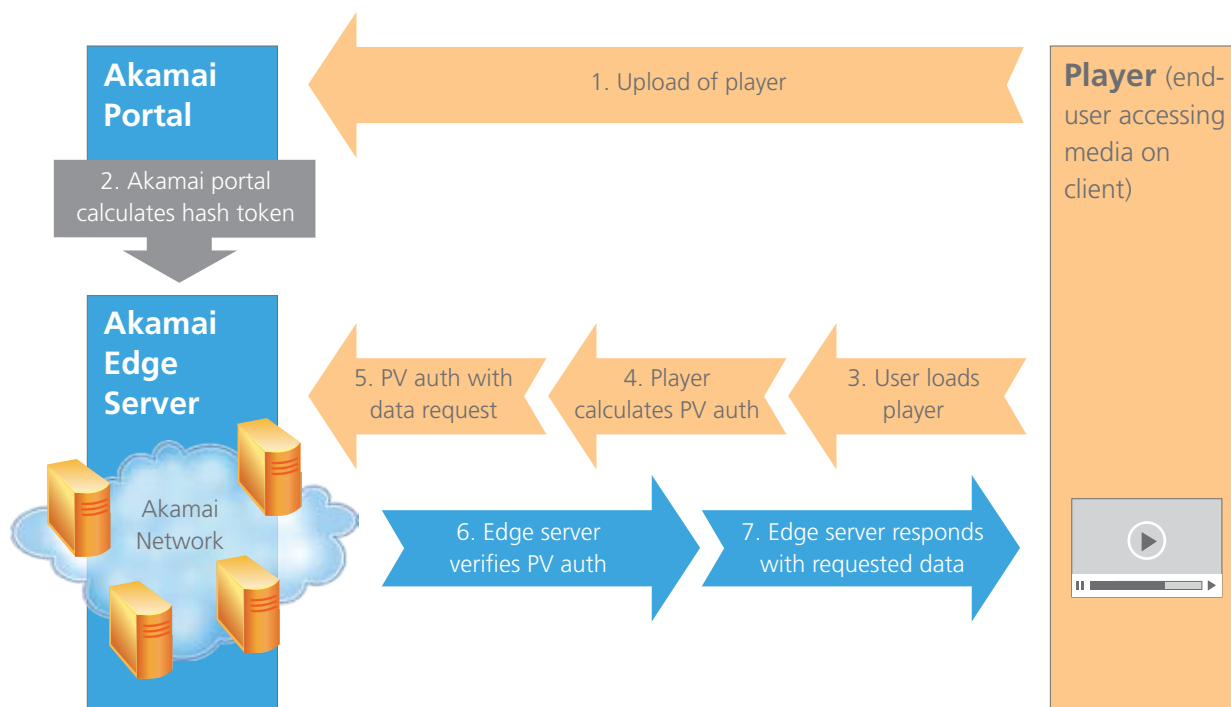 Akamai
Portal
1. Upload of player
Player (end-
user accessing
media on
client)
2. Akamai portal
calculates hash token
Akamai
Edge
Server
5. PV auth with
data request
4. Player
calculates PV auth
3. User loads
player
Akamai
Network
6. Edge server
verifies PV auth
7. Edge server responds
with requested data